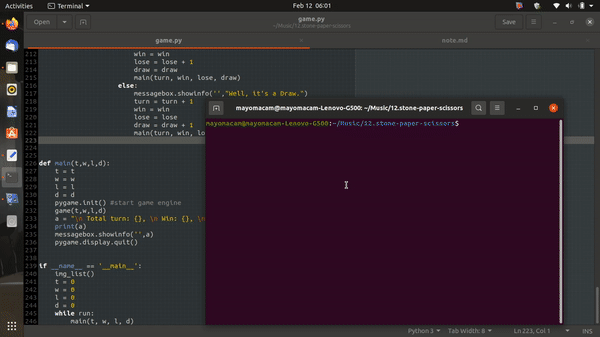 Activities
Terminal
Feb 12 06:01
Open
game.py
~/Music/12.stone-paper-scissors
Save
game.py
note.md
212 win = win
213 lose = lose + 1
214 draw = draw
215 main(turn, win, lose, draw)
216 else:
217 messagebox.showinfo('',"Well, it's a Draw.")
218 turn = turn + 1
219 win = win
220 lose = lose
221 draw = draw + 1
222 main(turn, win, lo
223
224
225
226 def main(t,w,l,d):
227 t = t
228 w = w
229 l = l
230 d = d
231 pygame.init() #start game engine
232 game(t,w,l,d)
233 a = "\n Total turn: {}, \n Win: {}, \n
234 print(a)
235 messagebox.showinfo('',a)
236 pygame.display.quit()
237
238
239 if __name__ == '__main__':
240 img_list()
241 t = 0
242 w = 0
243 l = 0
244 d = 0
245 while run:
246 main(t, w, l, d)
mayomacam@mayomacam-Lenovo-G500: ~/Music/12.stone-paper-scissors
mayomacam@mayomacam-Lenovo-G500:~/Music/12.stone-paper-scissors$
Python 3
Tab Width: 8
Ln 223, Col 1
INS